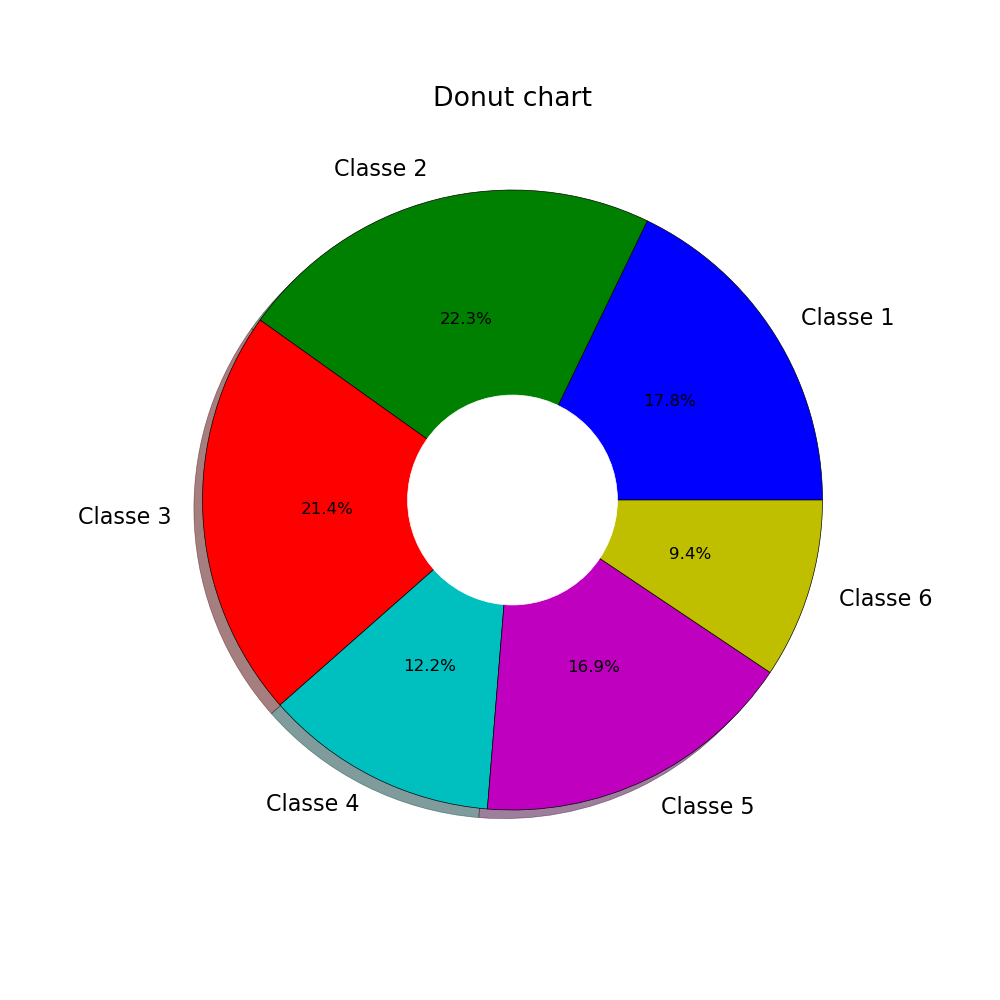 Donut chart
Classe 2
Classe 1
22.3%
17.8%
Classe 3
21.4%
9.4%
Classe 6
12.2%
16.9%
Classe 4
Classe 5